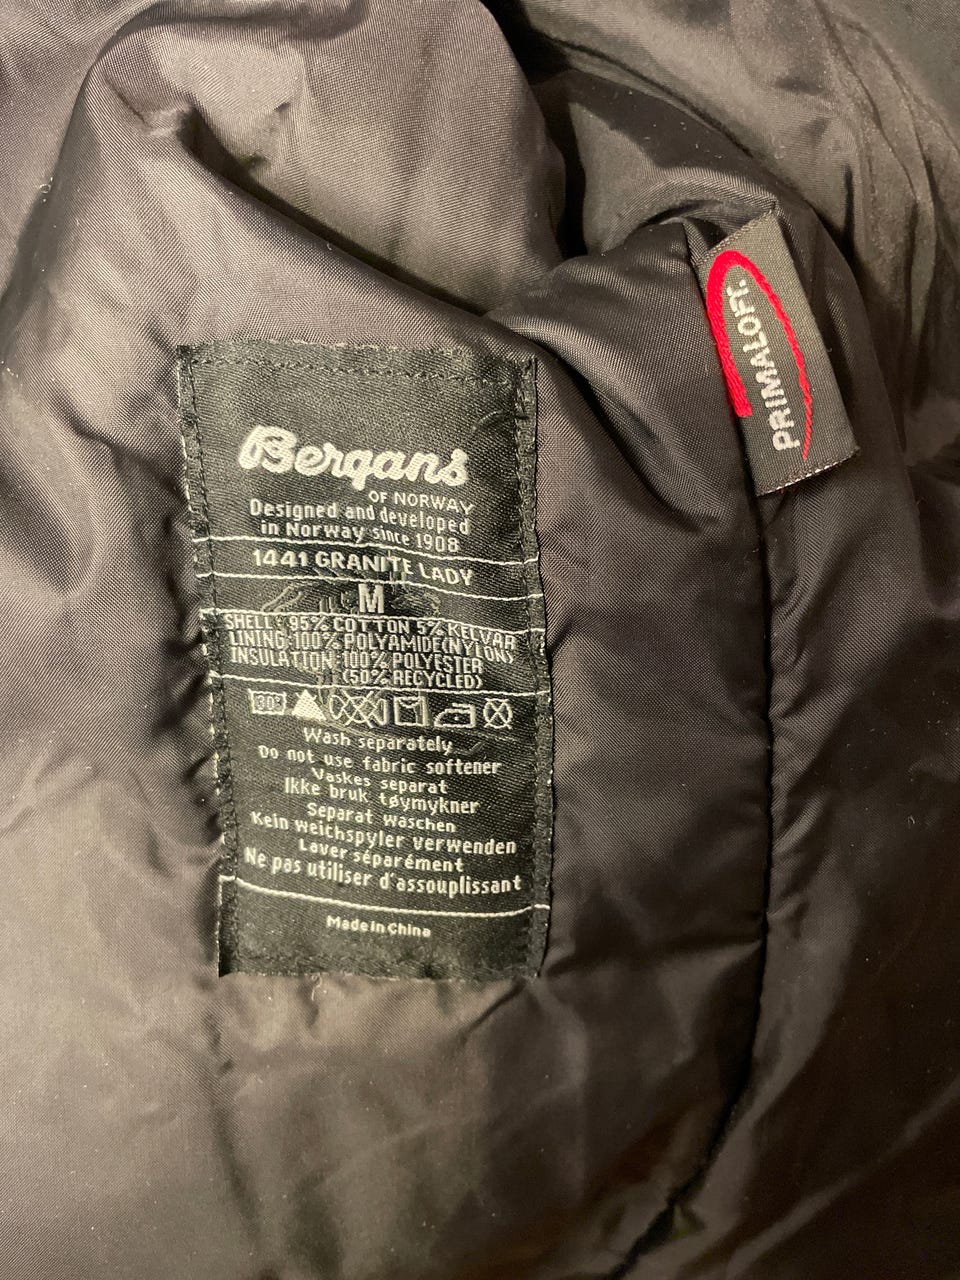 Bergans
OF NORWAY
Designed and developed
in Norway since 1908
1441 GRANITE LADY
M
SHELL: 95% COTTON 5% KELVAR
LINING:100% POLYAMIDE(NYLON)
INSULATION:100% POLYESTER
(50% RECYCLED)
30°
Wash separately
Do not use fabric softener
Vaskes separat
Ikke bruk tøymykner
Separat waschen
Kein weichspyler verwenden
Laver séparément
Ne pas utiliser d'assouplissant
Made in China
PRIMALOFT